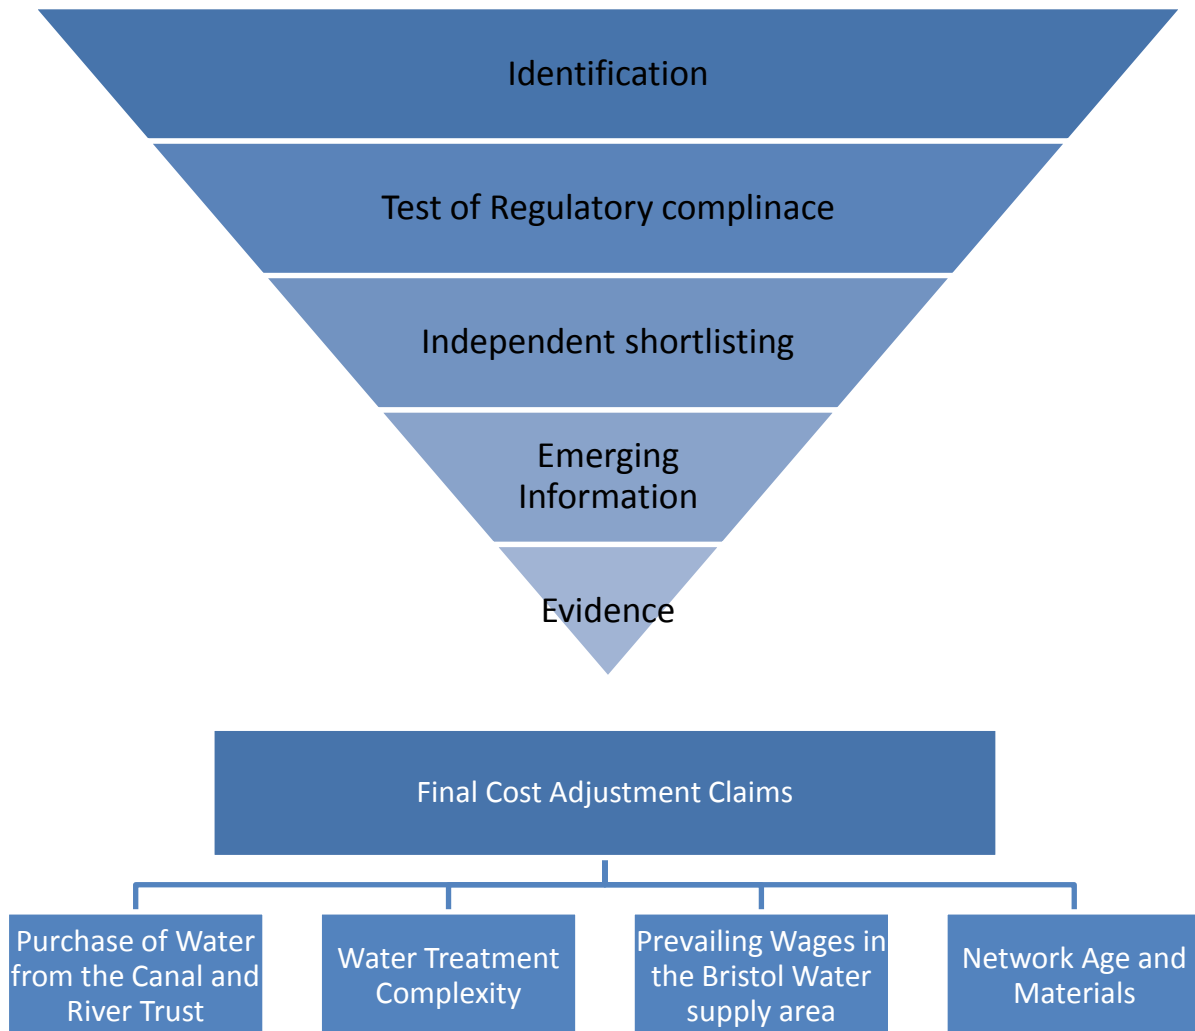 Identification
Test of Regulatory complinace
Independent shortlisting
Emerging
Information
Evidence
Final Cost Adjustment Claims
Purchase of Water
from the Canal and
River Trust
Water Treatment
Complexity
Prevailing Wages in
the Bristol Water
supply area
Network Age and
Materials